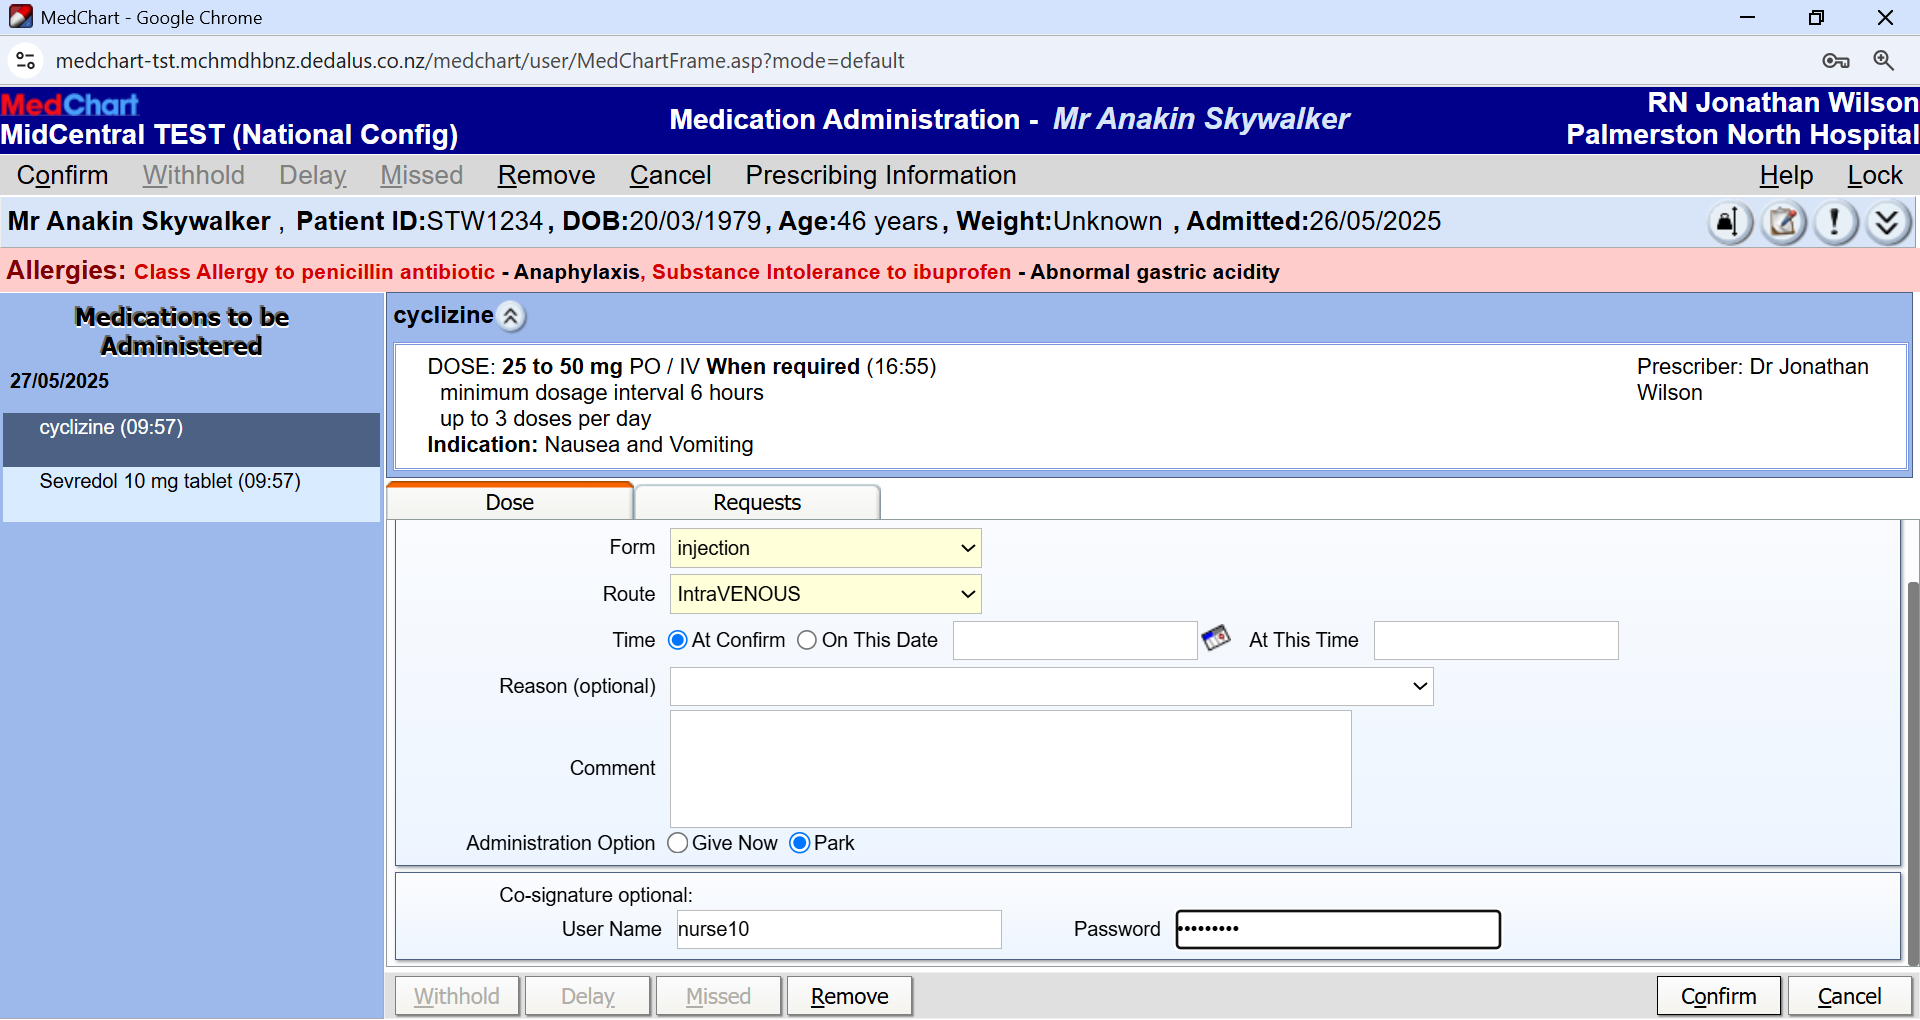 MedChart - Google Chrome
medchart-tst.mchmdhbnz.dedalus.co.nz/medchart/user/MedChartFrame.asp?mode=default
MedChart
MidCentral TEST (National Config)
Medication Administration - Mr Anakin Skywalker
RN Jonathan Wilson
Palmerston North Hospital
Confirm Withhold Delay Missed Remove Cancel Prescribing Information Help Lock
Mr Anakin Skywalker , Patient ID:STW1234, DOB:20/03/1979, Age:46 years, Weight:Unknown , Admitted:26/05/2025
Allergies: Class Allergy to penicillin antibiotic - Anaphylaxis, Substance Intolerance to ibuprofen - Abnormal gastric acidity
Medications to be
Administered
27/05/2025
cyclizine (09:57)
Sevredol 10 mg tablet (09:57)
cyclizine
DOSE: 25 to 50 mg PO / IV When required (16:55)
minimum dosage interval 6 hours
up to 3 doses per day
Indication: Nausea and Vomiting
Prescriber: Dr Jonathan
Wilson
Dose Requests
Form injection
Route IntraVENOUS
Time At Confirm On This Date At This Time
Reason (optional)
Comment
Administration Option Give Now Park
Co-signature optional:
User Name nurse10 Password •••••••••
Withhold Delay Missed Remove Confirm Cancel